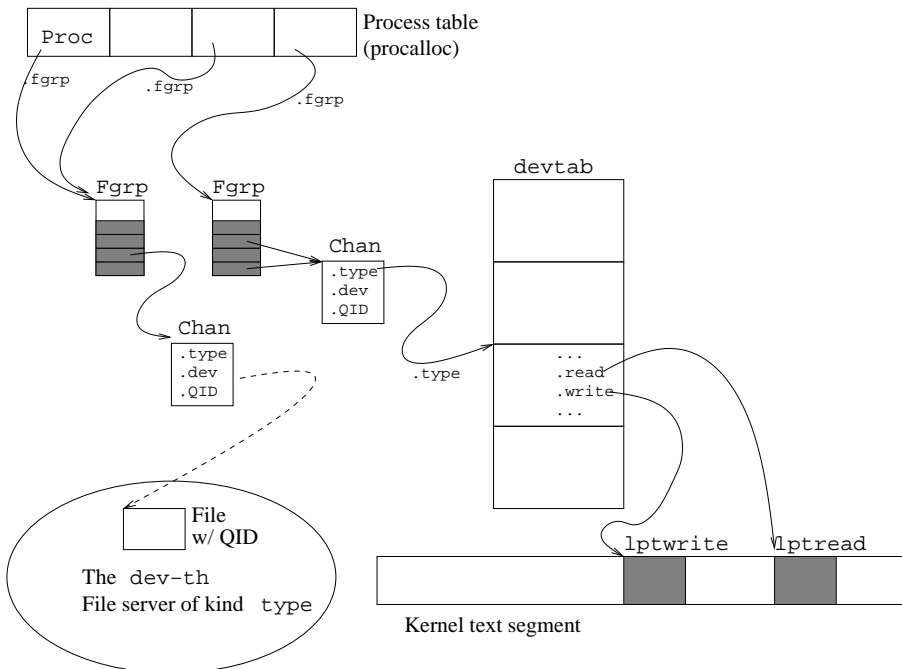 Proc
Process table
(procalloc)
.fgrp
.fgrp
.fgrp
Fgrp
Fgrp
devtab
Chan
.type
.dev
.QID
Chan
.type
.dev
.QID
.type
...
.read
.write
...
File
w/ QID
The dev-th
File server of kind type
lptwrite
lptread
Kernel text segment